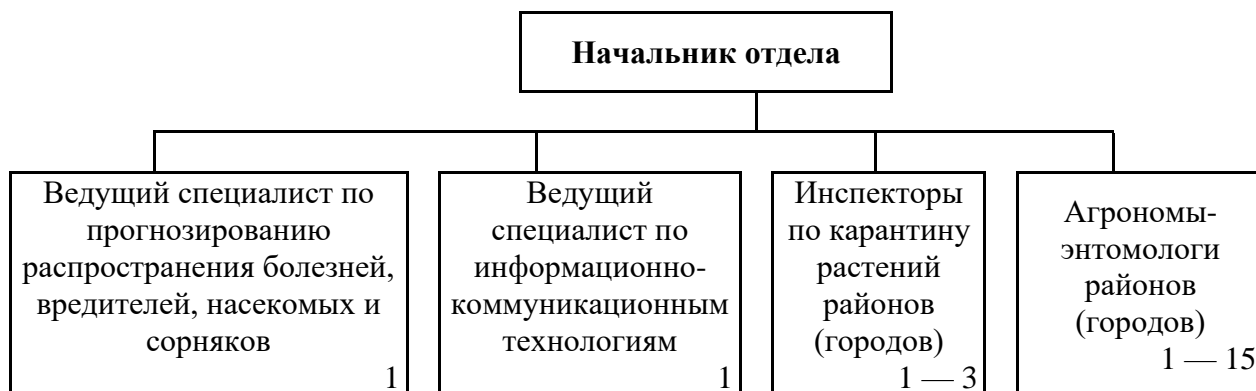 Начальник отдела
Ведущий специалист по
прогнозированию
распространения болезней,
вредителей, насекомых и
сорняков
1
Ведущий
специалист по
информационно-
коммуникационным
технологиям
1
Инспекторы
по карантину
растений
районов
(городов)
1 — 3
Агрономы-
энтомологи
районов
(городов)
1 — 15